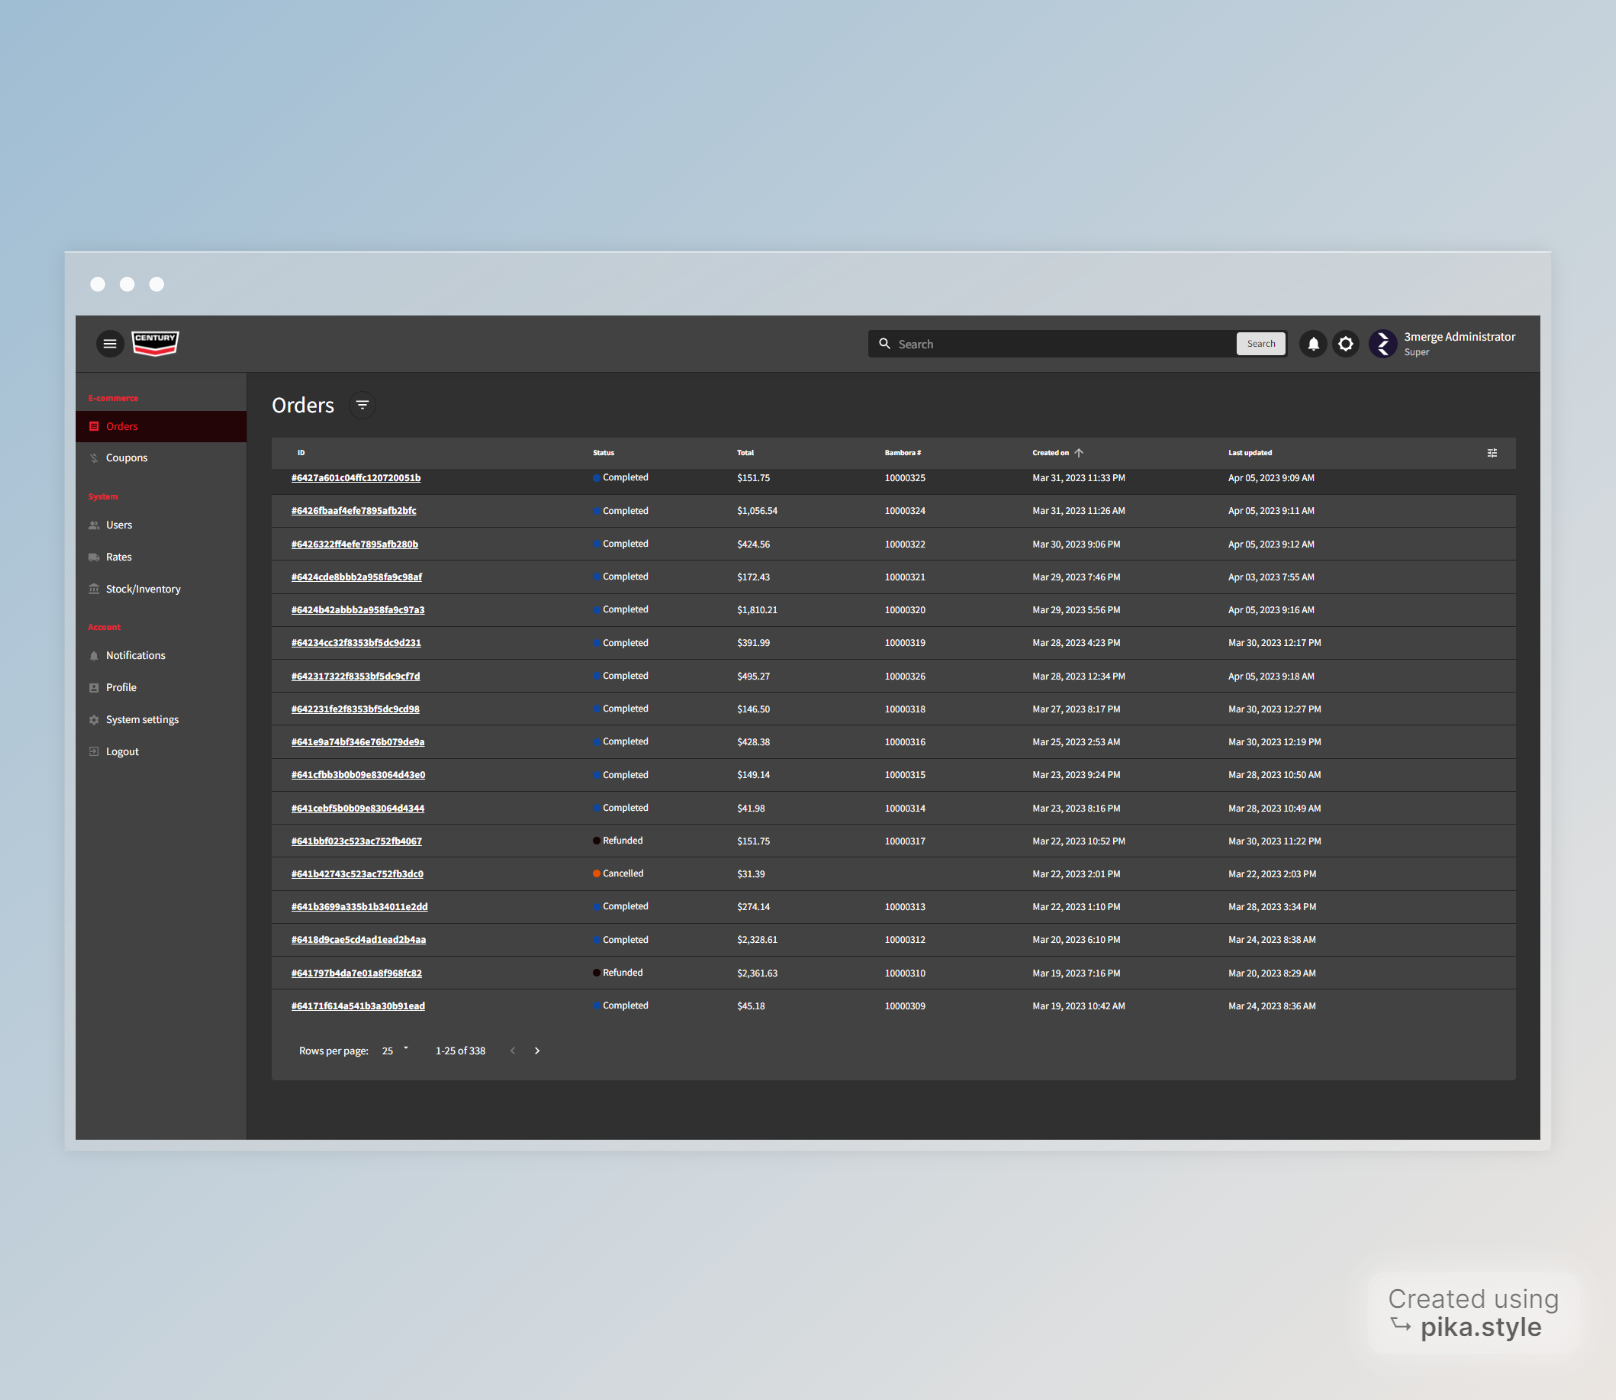 CENTURY
Search Search
3merge Administrator
Super
E-commerce
Orders
Coupons
System
Users
Rates
Stock/Inventory
Account
Notifications
Profile
System settings
Logout
Orders
ID Status Total Bambora # Created on Last updated
#6427a601c04ffc120720051b Completed $151.75 10000325 Mar 31, 2023 11:33 PM Apr 05, 2023 9:09 AM
#6426fbaaf4efe7895afb2bfc Completed $1,056.54 10000324 Mar 31, 2023 11:26 AM Apr 05, 2023 9:11 AM
#6426322ff4efe7895afb280b Completed $424.56 10000322 Mar 30, 2023 9:06 PM Apr 05, 2023 9:12 AM
#6424cde8bbb2a958fa9c98af Completed $172.43 10000321 Mar 29, 2023 7:46 PM Apr 03, 2023 7:55 AM
#6424b42abbb2a958fa9c97a3 Completed $1,810.21 10000320 Mar 29, 2023 5:56 PM Apr 05, 2023 9:16 AM
#64234cc32f8353bf5dc9d231 Completed $391.99 10000319 Mar 28, 2023 4:23 PM Mar 30, 2023 12:17 PM
#642317322f8353bf5dc9cf7d Completed $495.27 10000326 Mar 28, 2023 12:34 PM Apr 05, 2023 9:18 AM
#642231fe2f8353bf5dc9cd98 Completed $146.50 10000318 Mar 27, 2023 8:17 PM Mar 30, 2023 12:27 PM
#641e9a74bf346e76b079de9a Completed $428.38 10000316 Mar 25, 2023 2:53 AM Mar 30, 2023 12:19 PM
#641cfbb3b0b09e83064d43e0 Completed $149.14 10000315 Mar 23, 2023 9:24 PM Mar 28, 2023 10:50 AM
#641cebf5b0b09e83064d4344 Completed $41.98 10000314 Mar 23, 2023 8:16 PM Mar 28, 2023 10:49 AM
#641bbf023c523ac752fb4067 Refunded $151.75 10000317 Mar 22, 2023 10:52 PM Mar 30, 2023 11:22 PM
#641b42743c523ac752fb3dc0 Cancelled $31.39 Mar 22, 2023 2:01 PM Mar 22, 2023 2:03 PM
#641b3699a335b1b34011e2dd Completed $274.14 10000313 Mar 22, 2023 1:10 PM Mar 28, 2023 3:34 PM
#6418d9cae5cd4ad1ead2b4aa Completed $2,328.61 10000312 Mar 20, 2023 6:10 PM Mar 24, 2023 8:38 AM
#641797b4da7e01a8f968fc82 Refunded $2,361.63 10000310 Mar 19, 2023 7:16 PM Mar 20, 2023 8:29 AM
#64171f614a541b3a30b91ead Completed $45.18 10000309 Mar 19, 2023 10:42 AM Mar 24, 2023 8:36 AM
Rows per page: 25 1-25 of 338
Created using
pika.style